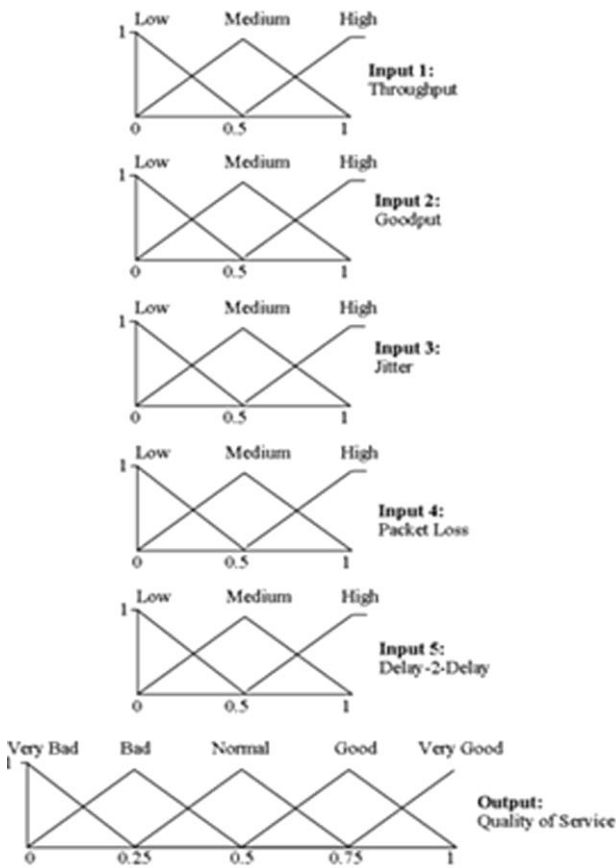 Low Medium High
1
Input 1:
Throughput
0 0.5 1
Low Medium High
1
Input 2:
Goodput
0 0.5 1
Low Medium High
1
Input 3:
Jitter
0 0.5 1
Low Medium High
1
Input 4:
Packet Loss
0 0.5 1
Low Medium High
1
Input 5:
Delay-2-Delay
0 0.5 1
Very Bad Bad Normal Good Very Good
1
Output:
Quality of Service
0 0.25 0.5 0.75 1